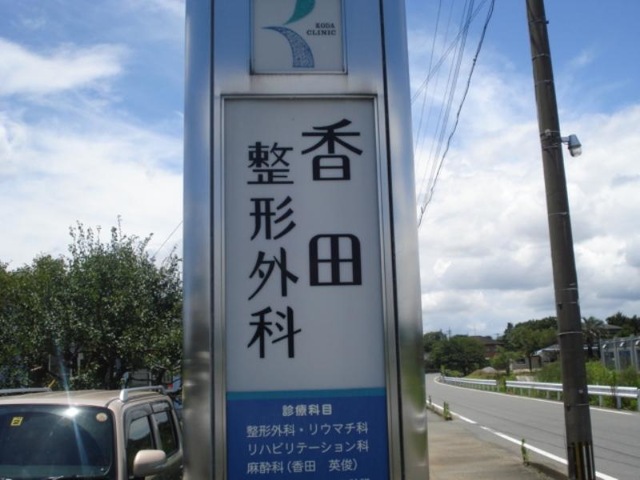 KODA
CLINIC
香田
整形外科
診療科目
整形外科・リウマチ科
リハビリテーション科
麻酔科(香田 英俊)